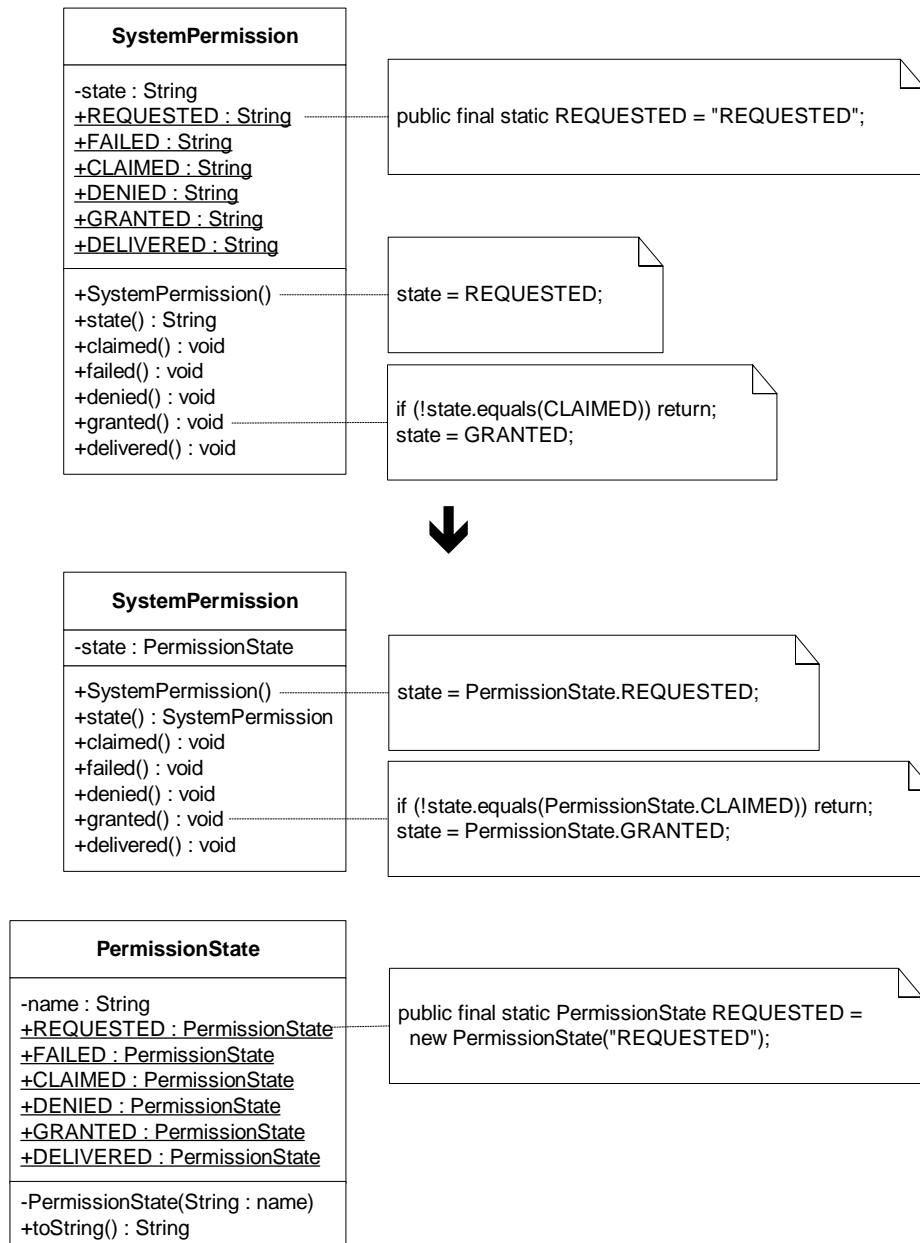 SystemPermission
-state : String
+REQUESTED : String
+FAILED : String
+CLAIMED : String
+DENIED : String
+GRANTED : String
+DELIVERED : String
public final static REQUESTED = "REQUESTED";
+SystemPermission()
+state() : String
+claimed() : void
+failed() : void
+denied() : void
+granted() : void
+delivered() : void
state = REQUESTED;
if (!state.equals(CLAIMED)) return;
state = GRANTED;
SystemPermission
-state : PermissionState
+SystemPermission()
+state() : SystemPermission
+claimed() : void
+failed() : void
+denied() : void
+granted() : void
+delivered() : void
state = PermissionState.REQUESTED;
if (!state.equals(PermissionState.CLAIMED)) return;
state = PermissionState.GRANTED;
PermissionState
-name : String
+REQUESTED : PermissionState
+FAILED : PermissionState
+CLAIMED : PermissionState
+DENIED : PermissionState
+GRANTED : PermissionState
+DELIVERED : PermissionState
-PermissionState(String : name)
+toString() : String
public final static PermissionState REQUESTED =
new PermissionState("REQUESTED");